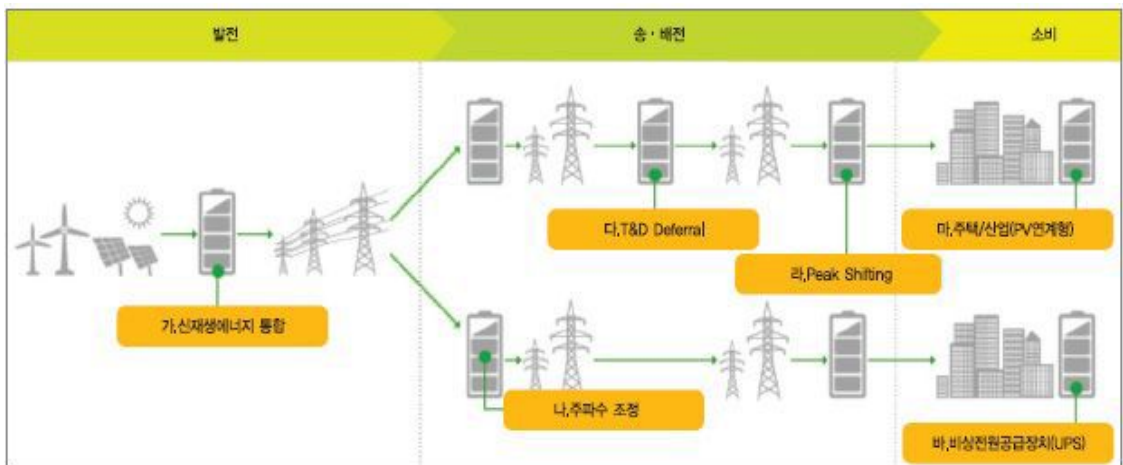 발전
송·배전
소비
다,T&D Deferral
마,주택/산업(PV연계형)
라,Peak Shifting
가,신재생에너지 통합
나,주파수 조정
바,비상전원공급장치(UPS)